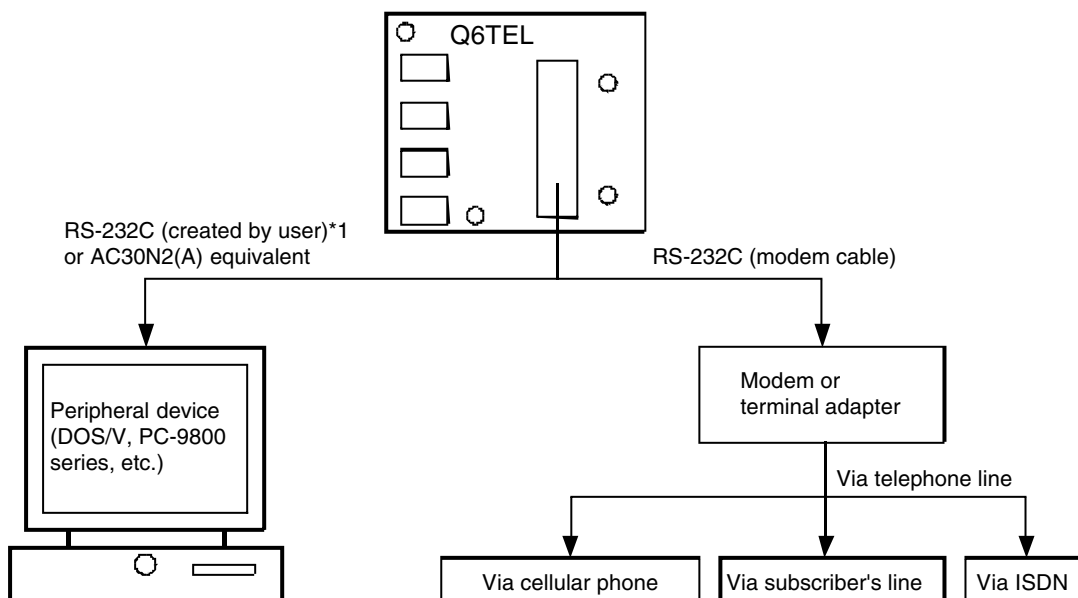 Q6TEL
RS-232C (created by user)*1
or AC30N2(A) equivalent
RS-232C (modem cable)
Peripheral device
(DOS/V, PC-9800
series, etc.)
Modem or
terminal adapter
Via telephone line
Via cellular phone
Via subscriber's line
Via ISDN